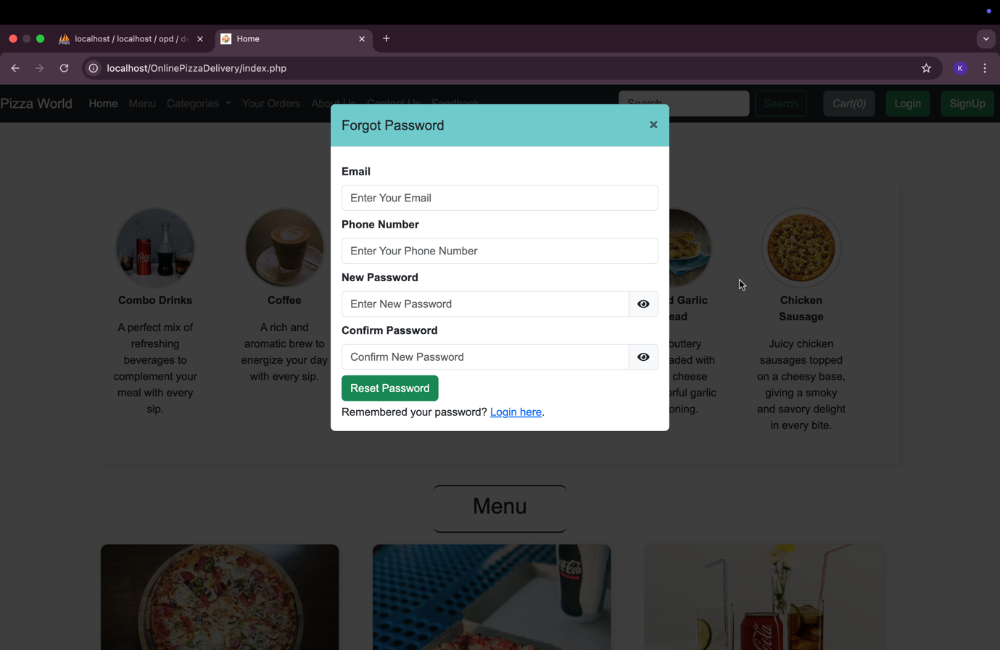 localhost / localhost / opd / de
Home
localhost/OnlinePizzaDelivery/index.php
K
Pizza World
Home
Menu
Categories
Your Orders
About Us
Contact Us
Feedback
Search
Search
Cart(0)
Login
SignUp
Forgot Password
Email
Enter Your Email
Phone Number
Enter Your Phone Number
New Password
Enter New Password
Confirm Password
Confirm New Password
Reset Password
Remembered your password? Login here.
Combo Drinks
A perfect mix of
refreshing
beverages to
complement your
meal with every
sip.
Coffee
A rich and
aromatic brew to
energize your day
with every sip.
Garlic
buttery
with
cheese
garlic
Chicken
Sausage
Juicy chicken
sausages topped
on a cheesy base,
giving a smoky
and savory delight
in every bite.
Menu
Coca-Cola